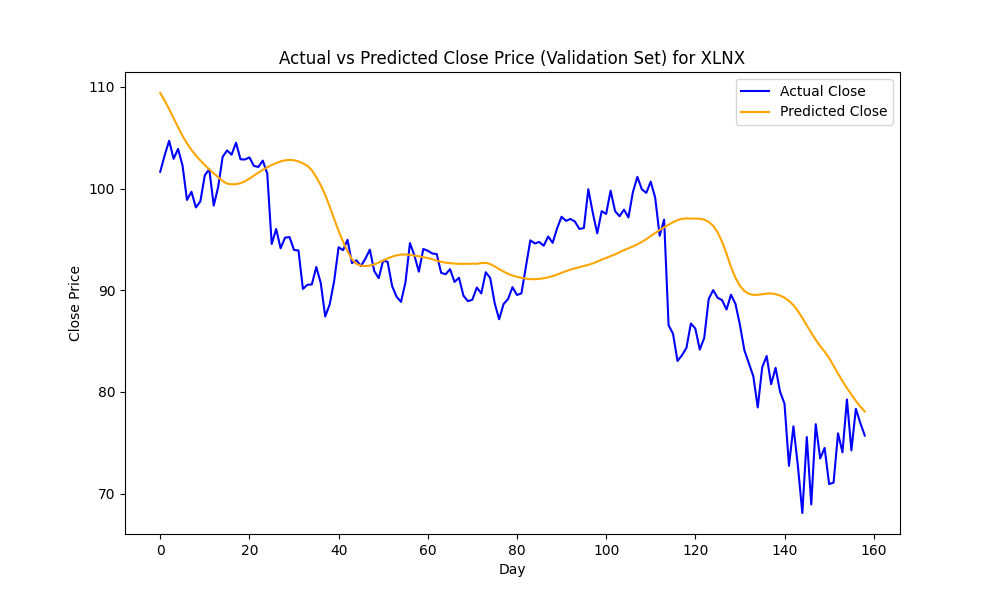 Actual vs Predicted Close Price (Validation Set) for XLNX
Actual Close
Predicted Close
Close Price
110
100
90
80
70
0 20 40 60 80 100 120 140 160
Day